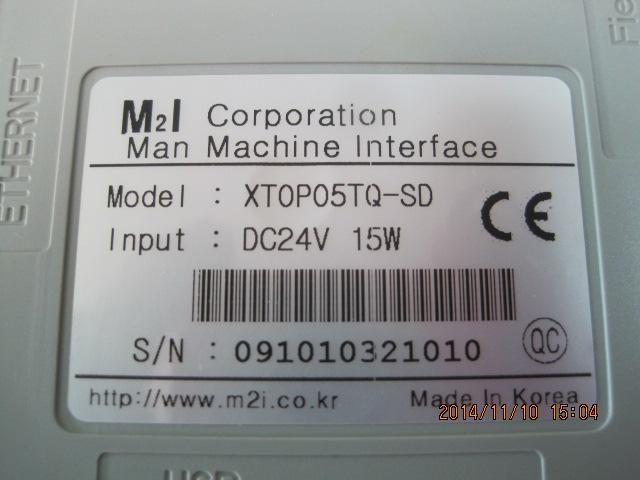 ETHERNET
M2I Corporation
Man Machine Interface
Model : XTOP05TQ-SD
Input : DC24V 15W
CE
S/N : 091010321010
QC
http://www.m2i.co.kr Made In Korea
2014/11/10 15:04